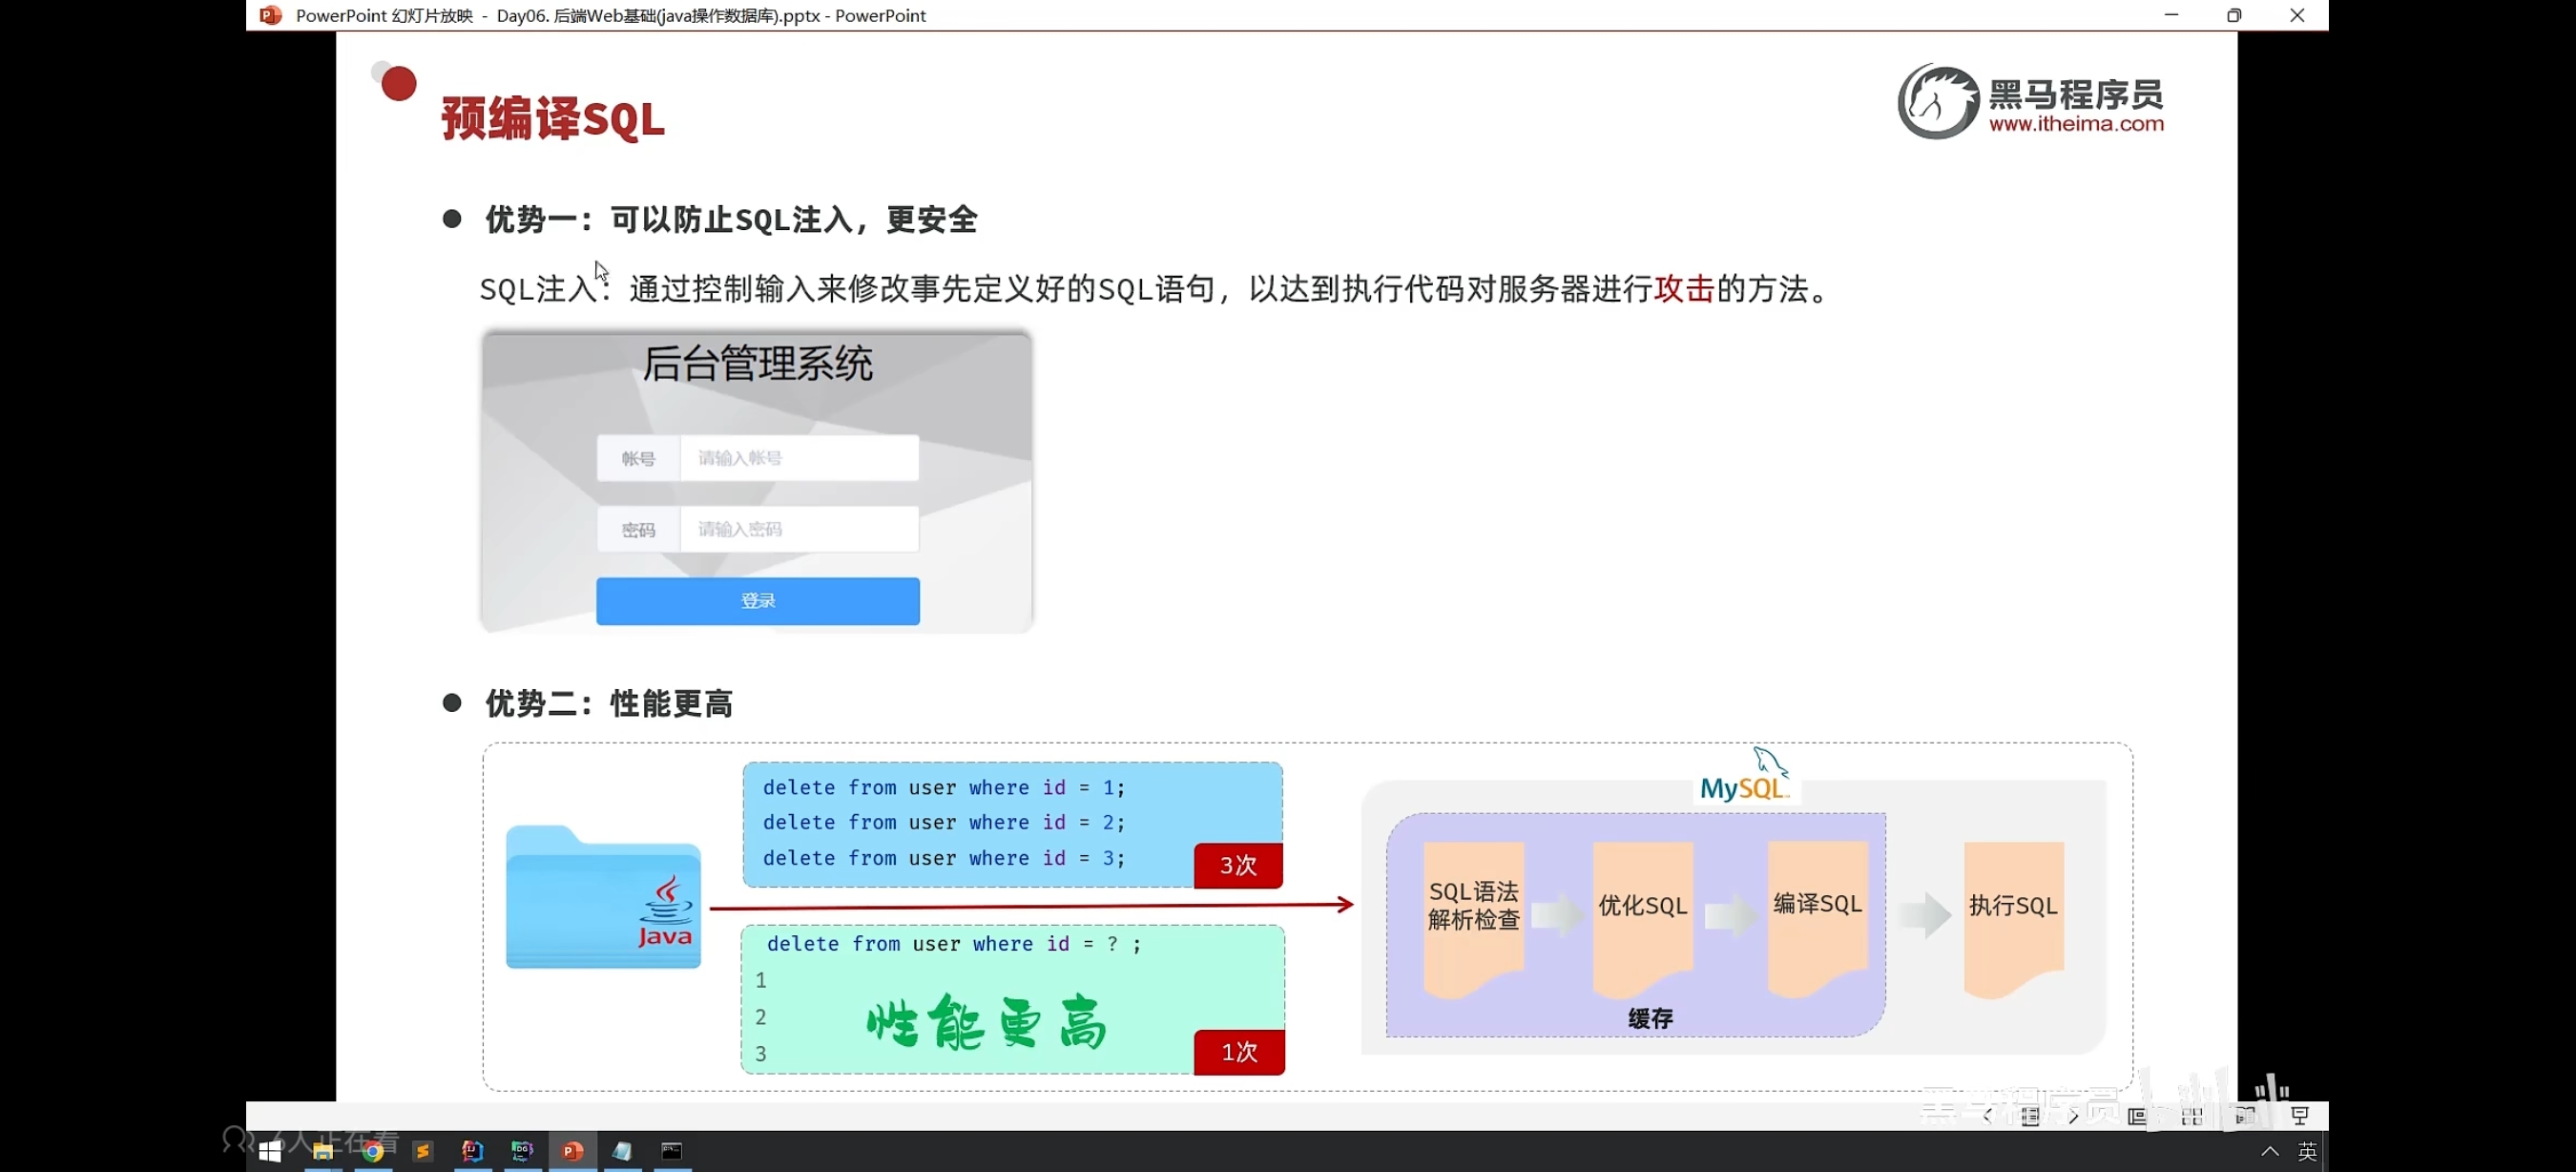 PowerPoint 幻灯片放映 - Day06. 后端Web基础(java操作数据库).pptx - PowerPoint
预编译SQL
黑马程序员
www.itheima.com
优势一：可以防止SQL注入，更安全
SQL注入：通过控制输入来修改事先定义好的SQL语句，以达到执行代码对服务器进行攻击的方法。
后台管理系统
帐号 请输入帐号
密码 请输入密码
登录
优势二：性能更高
delete from user where id = 1;
delete from user where id = 2;
delete from user where id = 3;
3次
Java
delete from user where id = ? ;
1
2
3
性能更高
1次
MySQL
SQL语法
解析检查
优化SQL
编译SQL
执行SQL
缓存
黑马程序员
6人正在看
英